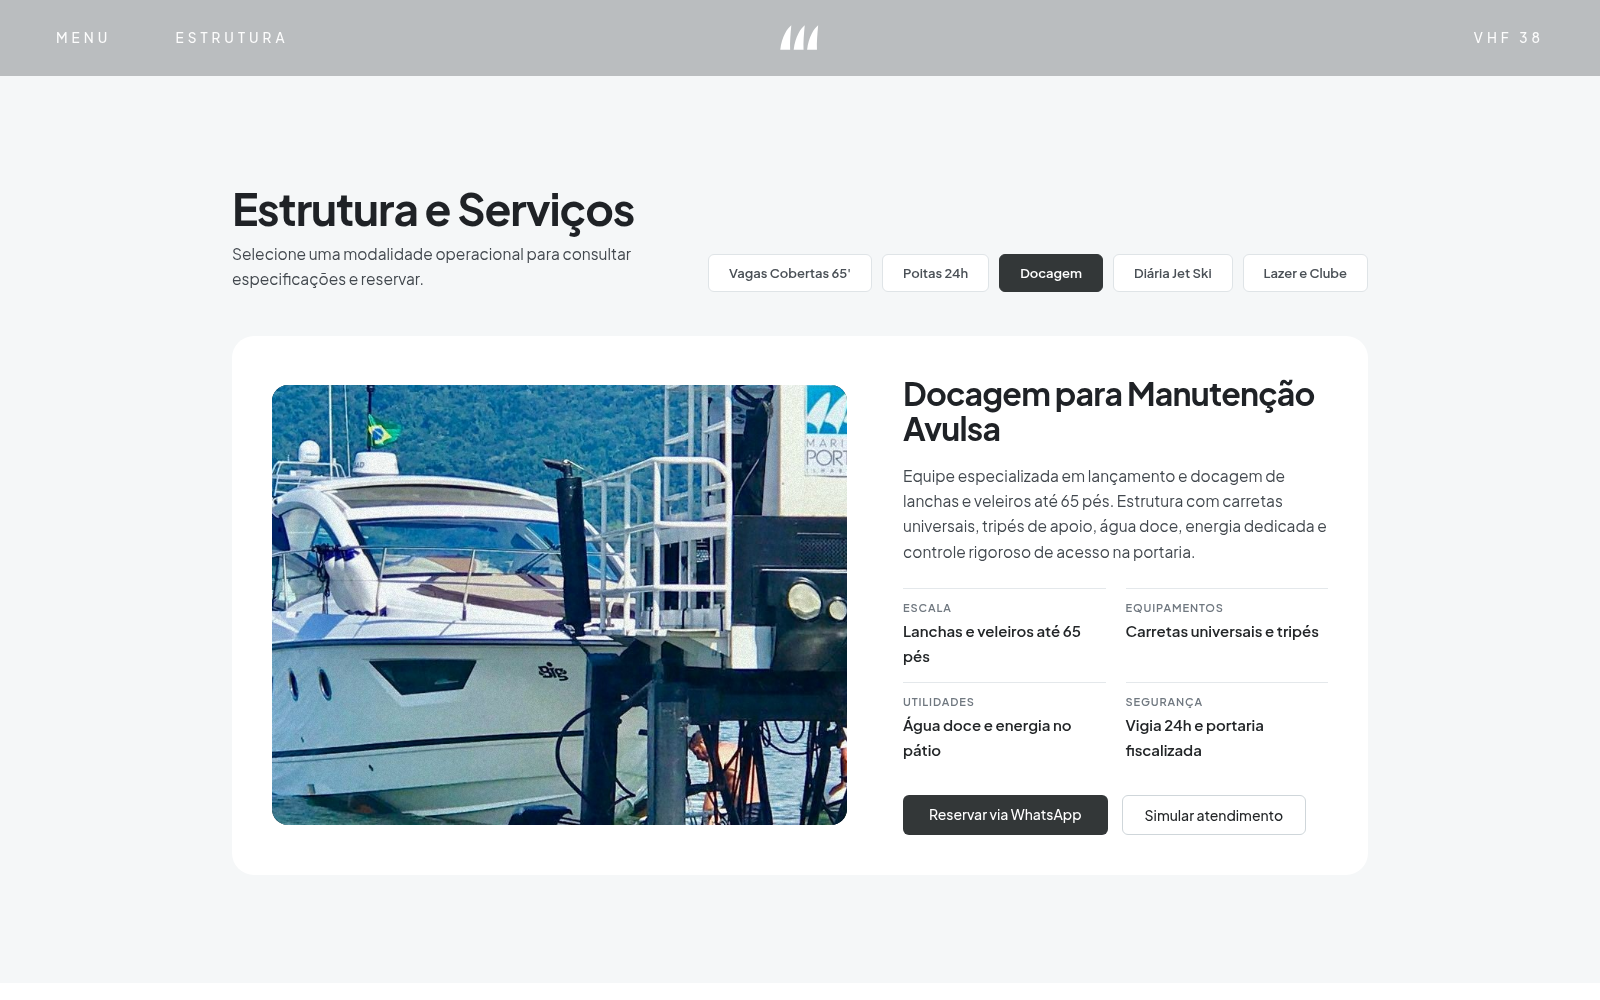 MENU
ESTRUTURA
VHF 38
Estrutura e Serviços
Selecione uma modalidade operacional para consultar
especificações e reservar.
Vagas Cobertas 65'
Poitas 24h
Docagem
Diária Jet Ski
Lazer e Clube
MARI
PORT
ILHAB
Big
Docagem para Manutenção
Avulsa
Equipe especializada em lançamento e docagem de
lanchas e veleiros até 65 pés. Estrutura com carretas
universais, tripés de apoio, água doce, energia dedicada e
controle rigoroso de acesso na portaria.
ESCALA
Lanchas e veleiros até 65
pés
EQUIPAMENTOS
Carretas universais e tripés
UTILIDADES
Água doce e energia no
pátio
SEGURANÇA
Vigia 24h e portaria
fiscalizada
Reservar via WhatsApp
Simular atendimento